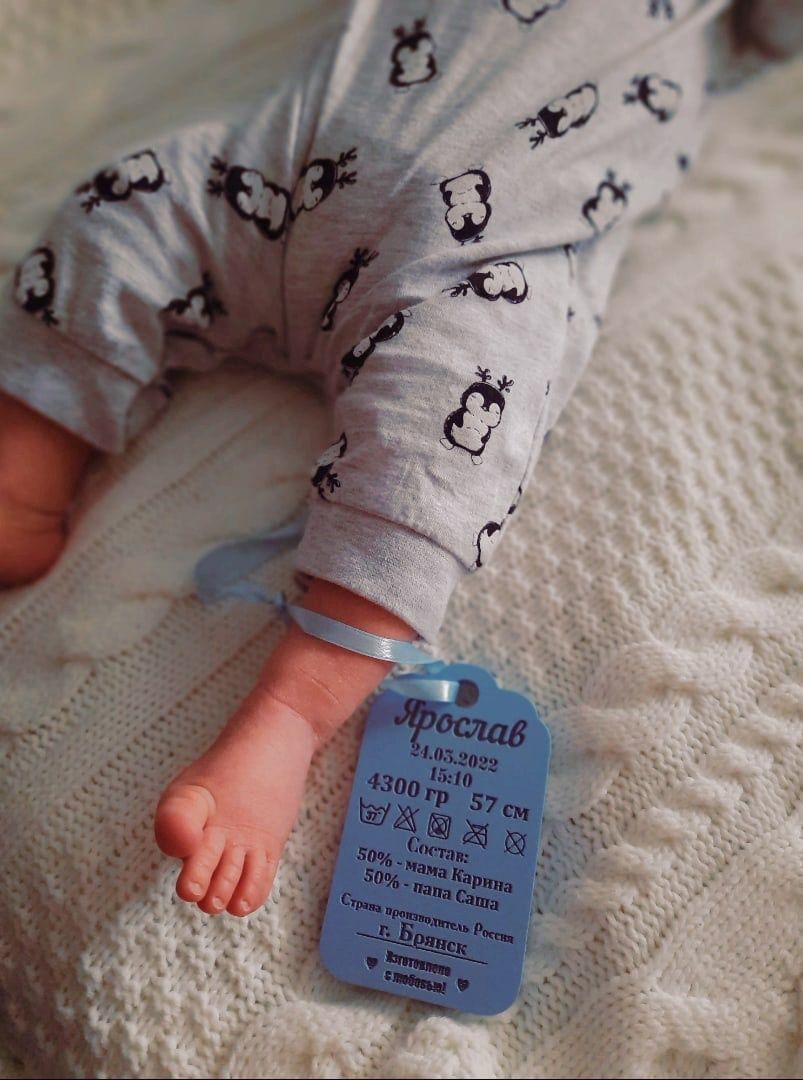 Ярослав
24.03.2022
15:10
4300 гр 57 см
37
Состав:
50% - мама Карина
50% - папа Саша
Страна производитель Россия
г. Брянск
Изготовлено
с любовью!